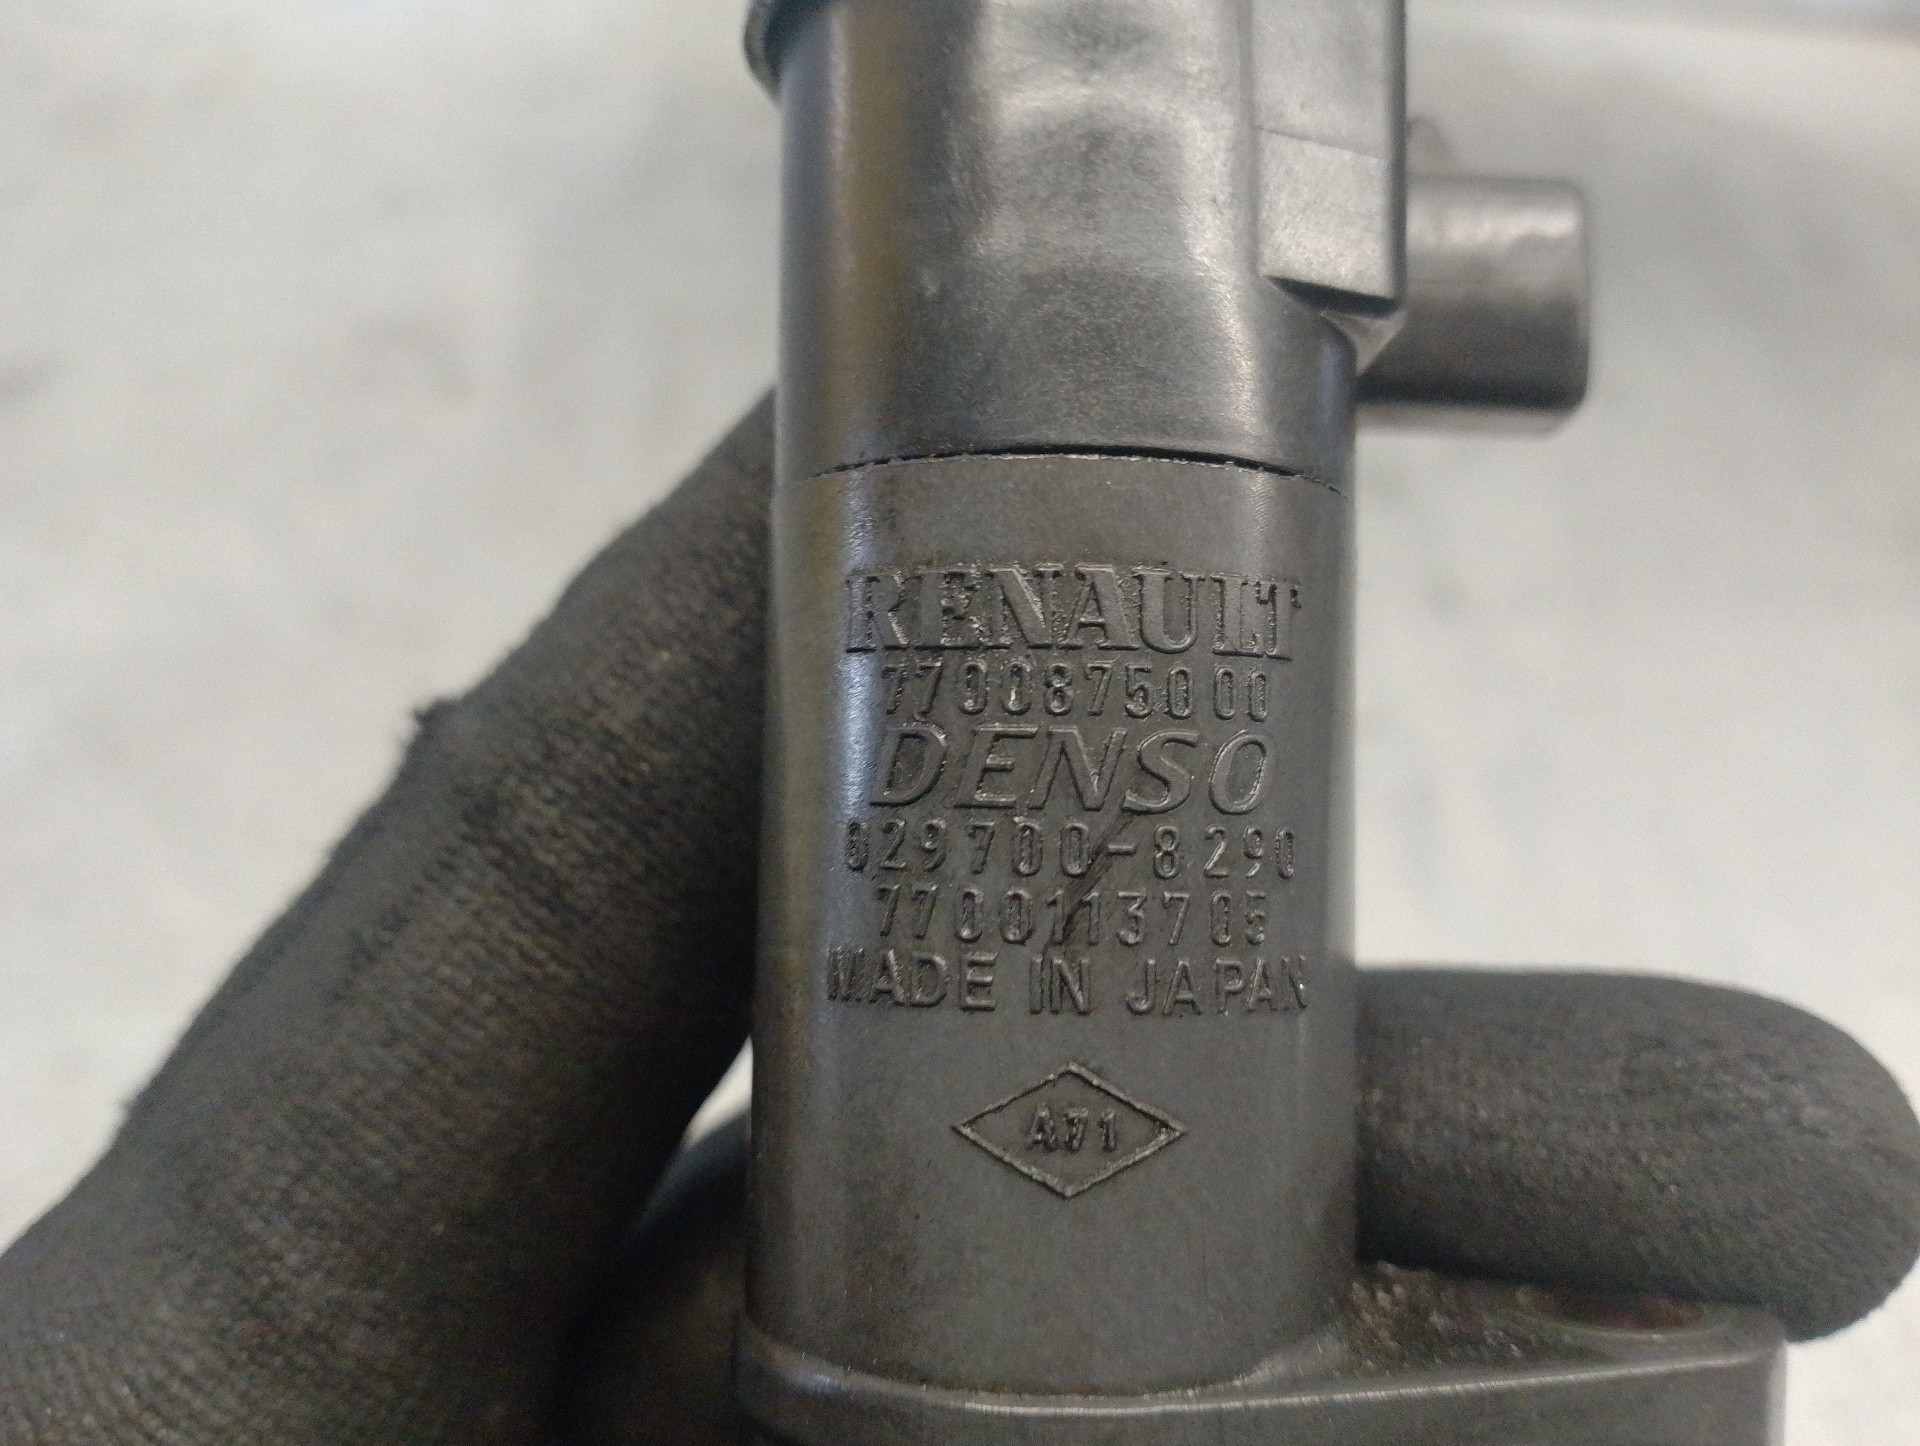 RENAULT
7700875000
DENSO
029700-8290
7700113705
MADE IN JAPAN
A71